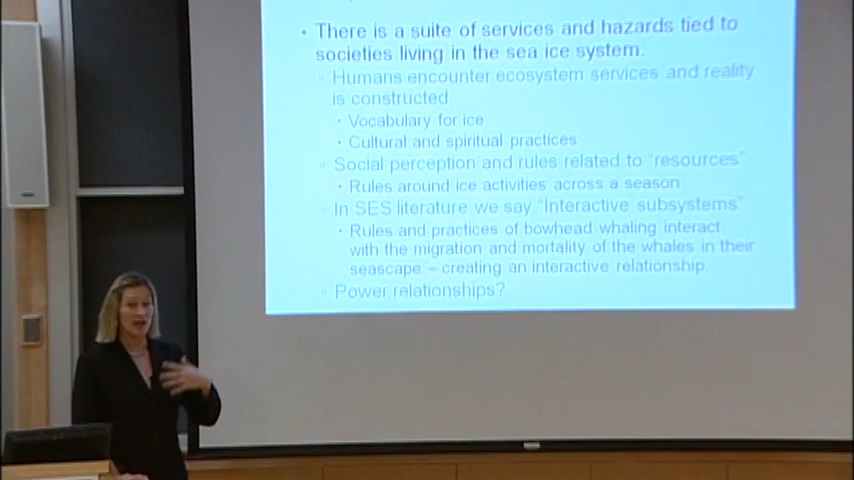 • There is a suite of services and hazards tied to
societies living in the sea ice system.
▫ Humans encounter ecosystem services and reality
is constructed
• Vocabulary for ice
• Cultural and spiritual practices
▫ Social perception and rules related to “resources”
• Rules around ice activities across a season
▫ In SES literature we say “Interactive subsystems”
• Rules and practices of bowhead whaling interact
with the migration and mortality of the whales in their
seascape – creating an interactive relationship.
▫ Power relationships?